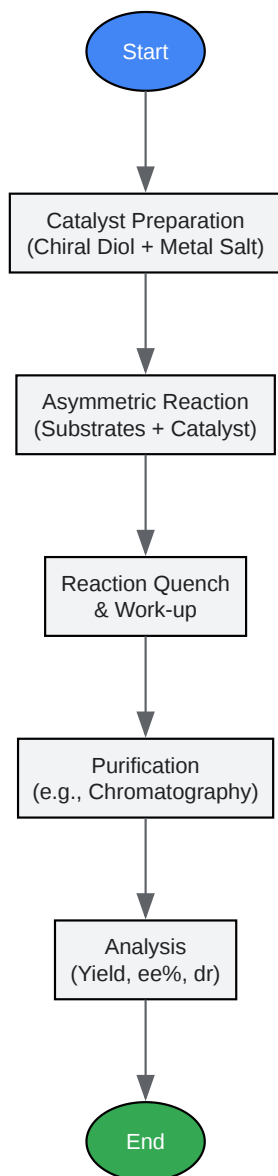 Start
Catalyst Preparation
(Chiral Diol + Metal Salt)
Asymmetric Reaction
(Substrates + Catalyst)
Reaction Quench
& Work-up
Purification
(e.g., Chromatography)
Analysis
(Yield, ee%, dr)
End